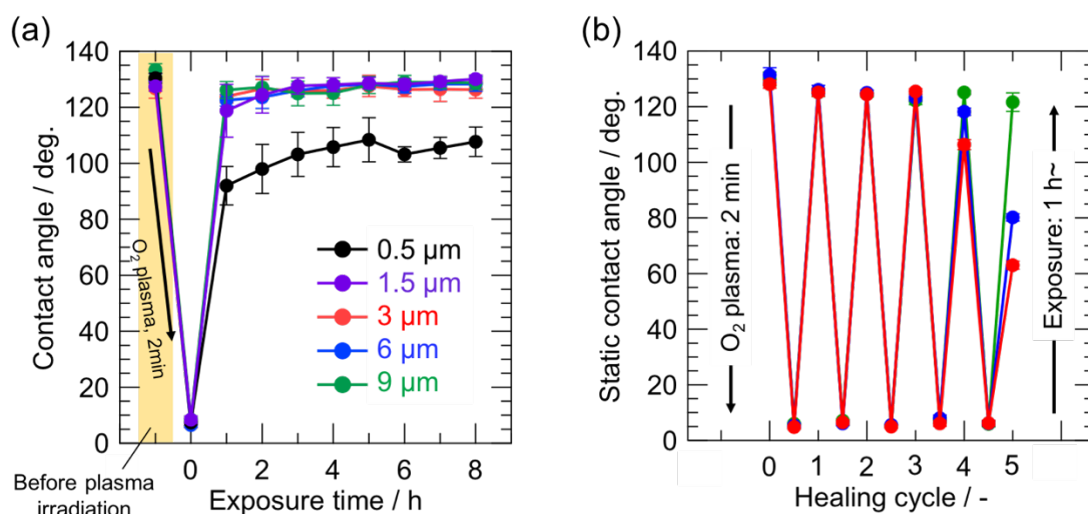 (a)
140
120
100
80
60
40
20
0
Contact angle / deg.
O₂ plasma, 2min
0.5 µm
1.5 µm
3 µm
6 µm
9 µm
0 2 4 6 8
Before plasma
irradiation
Exposure time / h
(b)
140
120
100
80
60
40
20
0
Static contact angle / deg.
O₂ plasma: 2 min
Exposure: 1 h~
0 1 2 3 4 5
Healing cycle / -